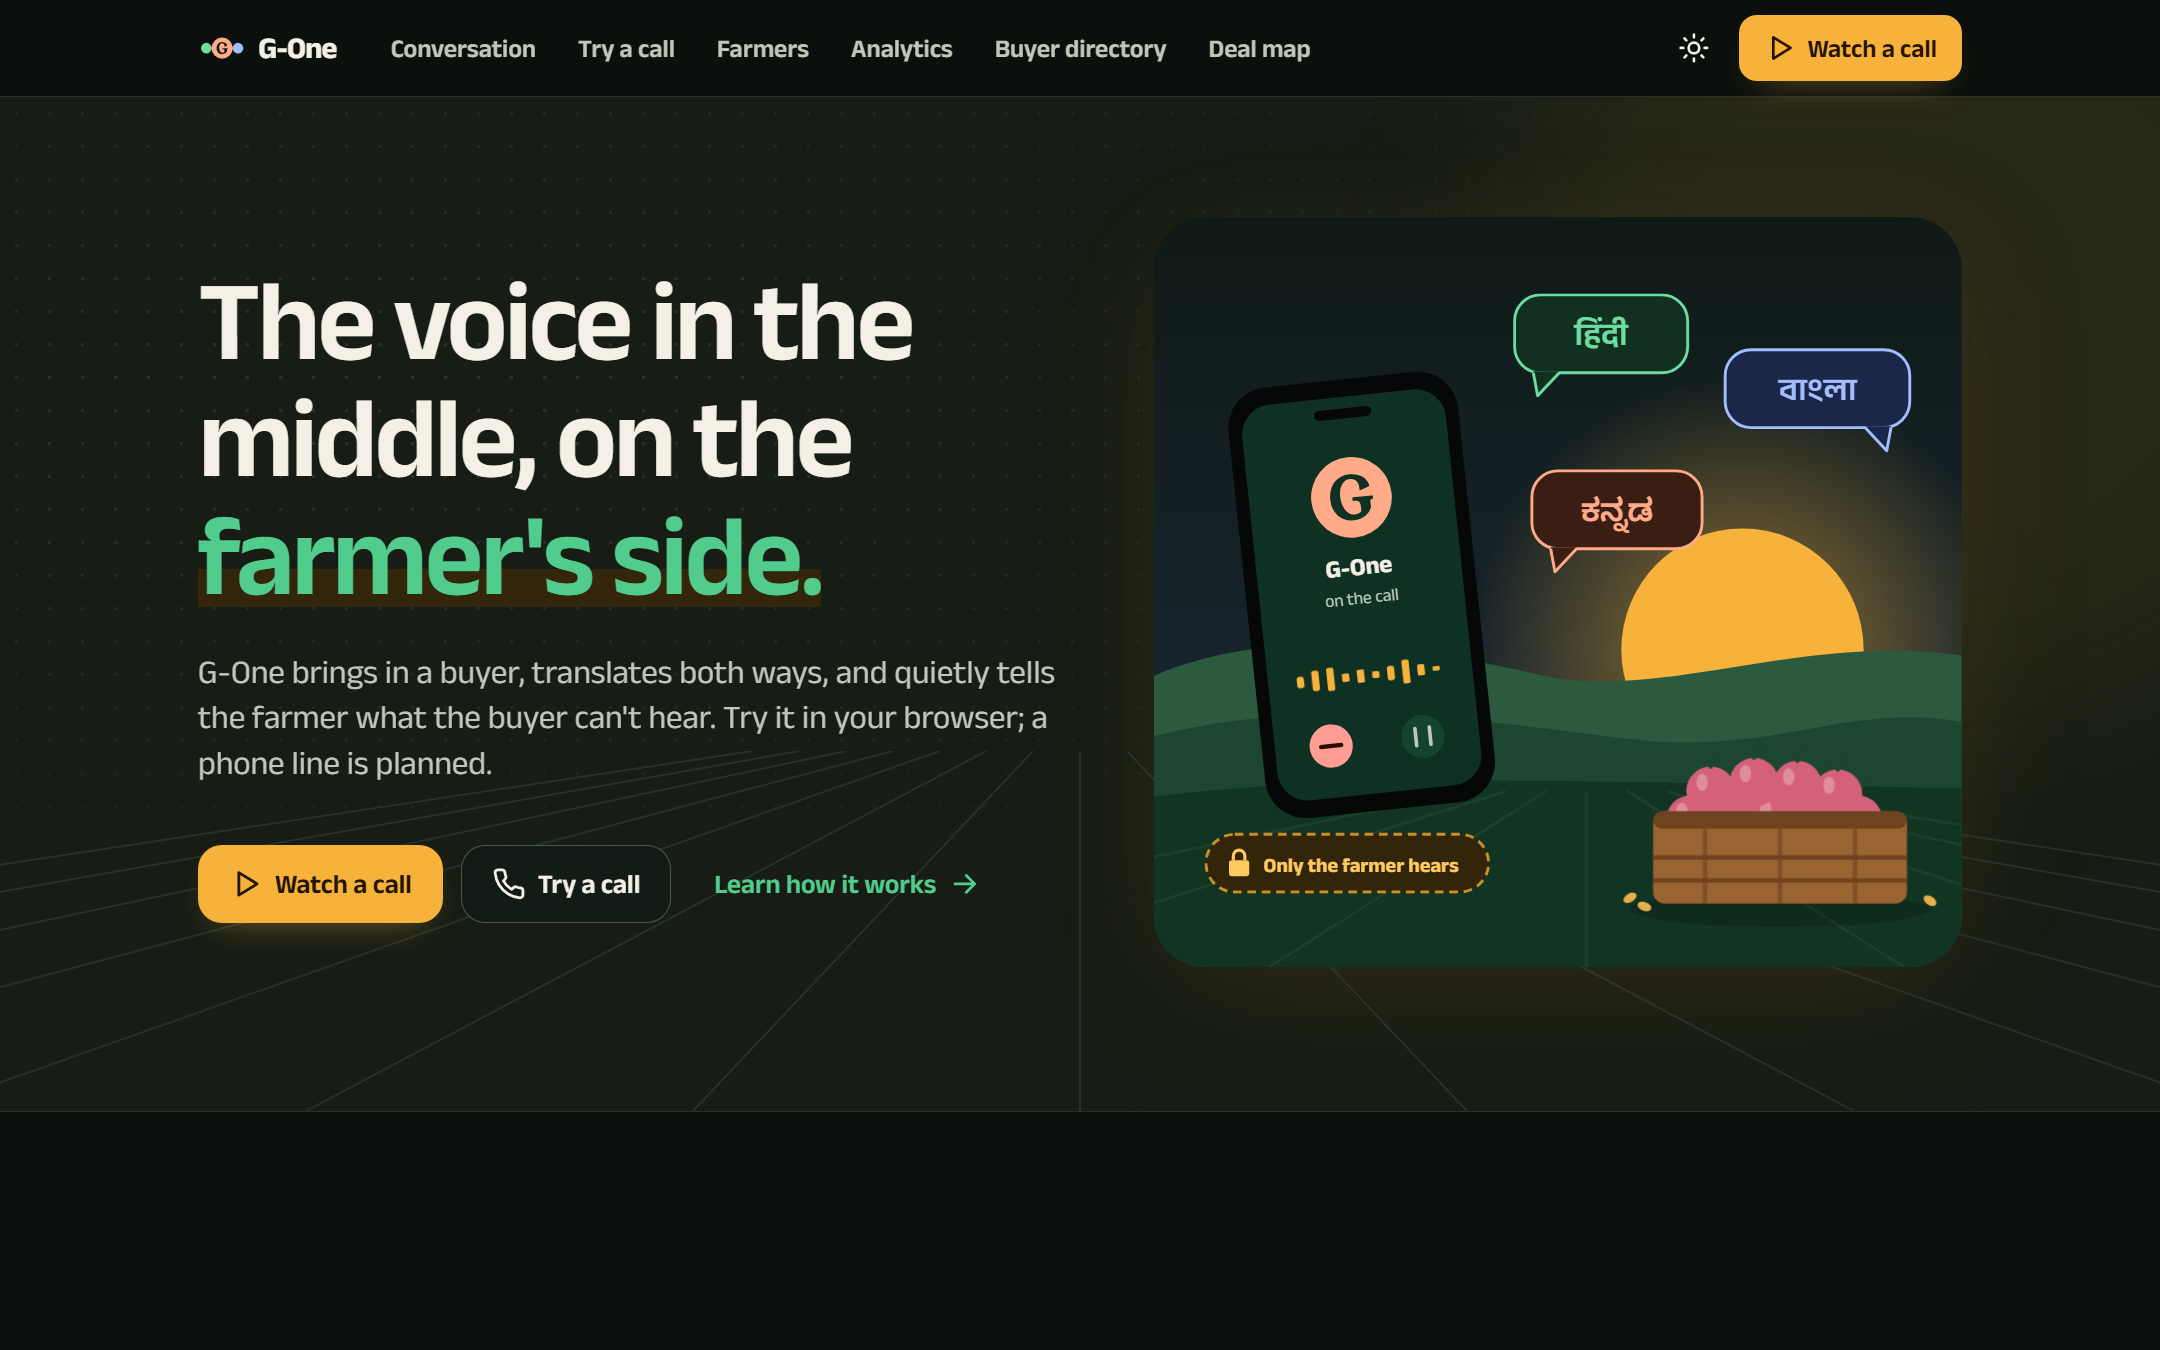 G G-One Conversation Try a call Farmers Analytics Buyer directory Deal map Watch a call
The voice in the
middle, on the
farmer's side.
G-One brings in a buyer, translates both ways, and quietly tells
the farmer what the buyer can't hear. Try it in your browser; a
phone line is planned.
Watch a call Try a call Learn how it works
हिंदी
বাংলা
ಕನ್ನಡ
G
G-One
on the call
Only the farmer hears